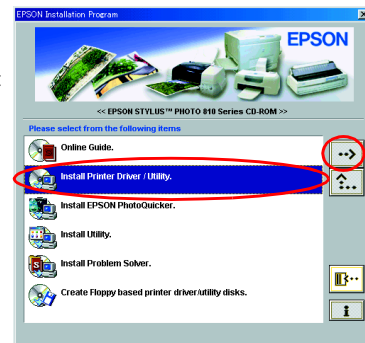 EPSON Installation Program
EPSON
<< EPSON STYLUS™ PHOTO 810 Series CD-ROM >>
Please select from the following items
Online Guide.
Install Printer Driver / Utility.
Install EPSON PhotoQuicker.
Install Utility.
Install Problem Solver.
Create Floppy based printer driver/utility disks.